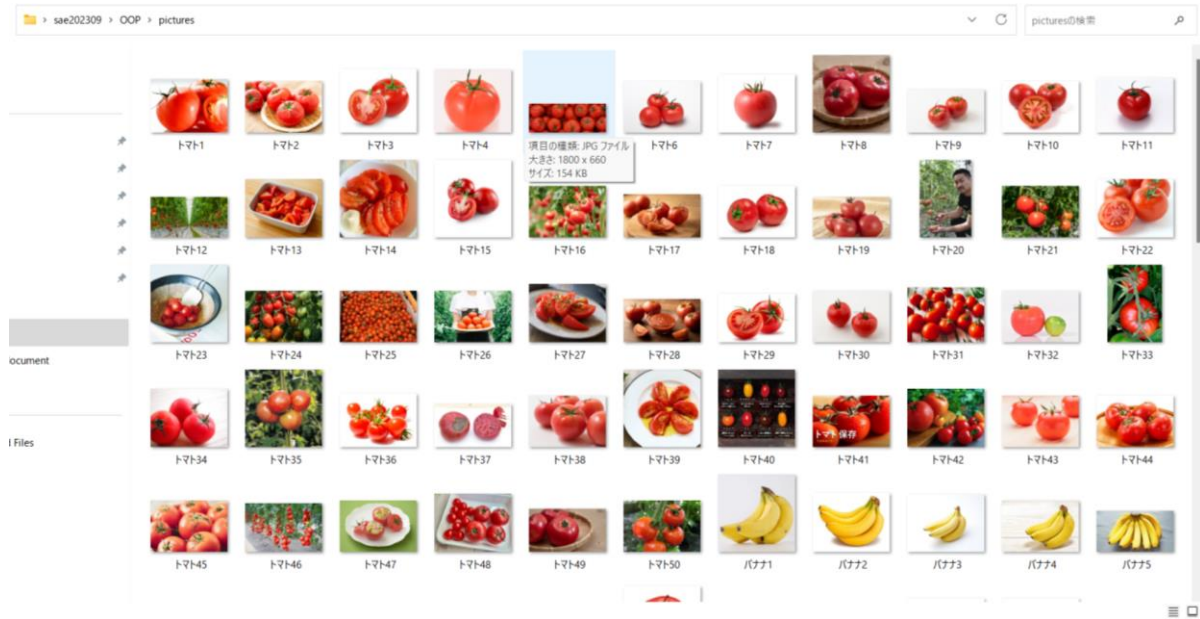 sae202309 › OOP › pictures
picturesの検索
トマト1 トマト2 トマト3 トマト4 トマト6 トマト7 トマト8 トマト9 トマト10 トマト11
項目の種類: JPG ファイル
大きさ: 1800 x 660
サイズ: 154 KB
トマト12 トマト13 トマト14 トマト15 トマト16 トマト17 トマト18 トマト19 トマト20 トマト21 トマト22
トマト23 トマト24 トマト25 トマト26 トマト27 トマト28 トマト29 トマト30 トマト31 トマト32 トマト33
ocument
トマト 保存
l Files
トマト34 トマト35 トマト36 トマト37 トマト38 トマト39 トマト40 トマト41 トマト42 トマト43 トマト44
トマト45 トマト46 トマト47 トマト48 トマト49 トマト50 バナナ1 バナナ2 バナナ3 バナナ4 バナナ5